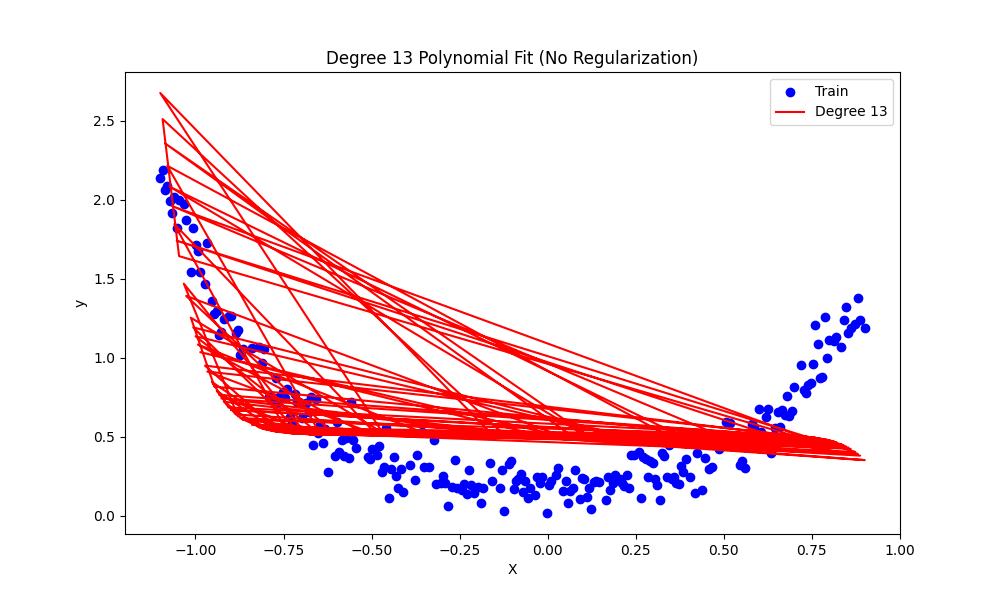 Degree 13 Polynomial Fit (No Regularization)
Train
Degree 13
y
2.5
2.0
1.5
1.0
0.5
0.0
−1.00 −0.75 −0.50 −0.25 0.00 0.25 0.50 0.75 1.00
X